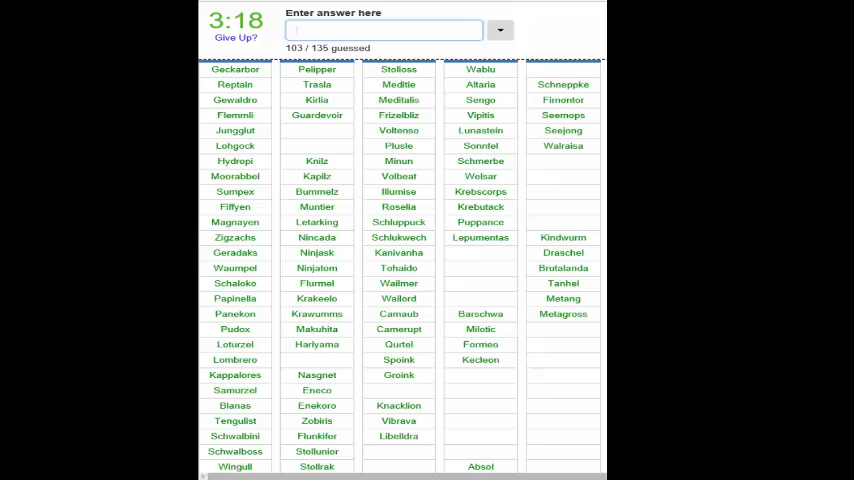 3:18
Give Up?
Enter answer here
103 / 135 guessed
Geckarbor
Reptain
Gewaldro
Flemmli
Jungglut
Lohgock
Hydropi
Moorabbel
Sumpex
Fiffyen
Magnayen
Zigzachs
Geradaks
Waumpel
Schaloko
Papinella
Panekon
Pudox
Loturzel
Lombrero
Kappalores
Samurzel
Blanas
Tengulist
Schwalbini
Schwalboss
Wingull
Pelipper
Trasla
Kirlia
Guardevoir
Knilz
Kapilz
Bummelz
Muntier
Letarking
Nincada
Ninjask
Ninjatom
Flurmel
Krakeelo
Krawumms
Makuhita
Hariyama
Nasgnet
Eneco
Enekoro
Zobiris
Flunkifer
Stollunior
Stollrak
Stolloss
Meditie
Meditalis
Frizelbliz
Voltenso
Plusle
Minun
Volbeat
Illumise
Roselia
Schluppuck
Schlukwech
Kanivanha
Tohaido
Wailmer
Wailord
Camaub
Camerupt
Qurtel
Spoink
Groink
Knacklion
Vibrava
Libelldra
Wablu
Altaria
Sengo
Vipitis
Lunastein
Sonnfel
Schmerbe
Welsar
Krebscorps
Krebutack
Puppance
Lepumentas
Barschwa
Milotic
Formeo
Kecleon
Absol
Schneppke
Fimontor
Seemops
Seejong
Walraisa
Kindwurm
Draschel
Brutalanda
Tanhel
Metang
Metagross